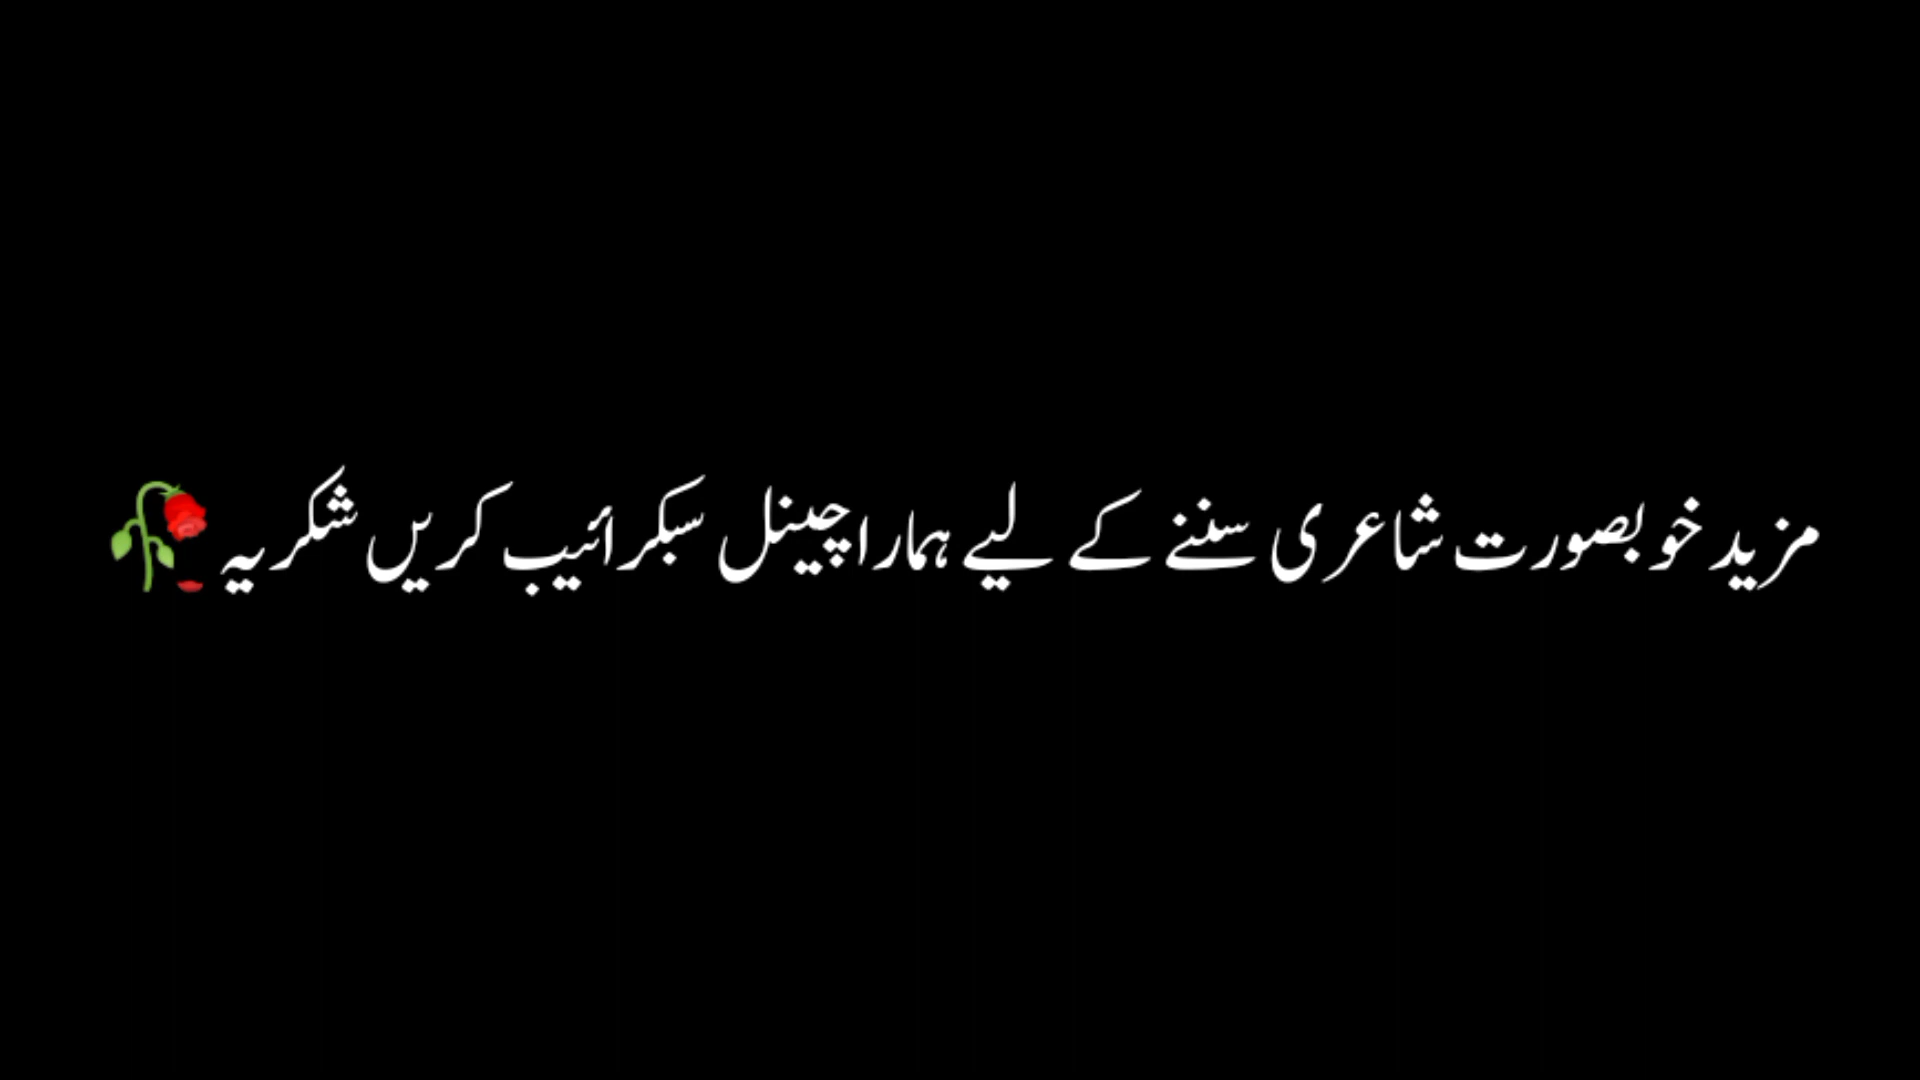 مزید خوبصورت شاعری سننے کے لیے ہمارا چینل سبکرائیب کریں شکریہ 🥀